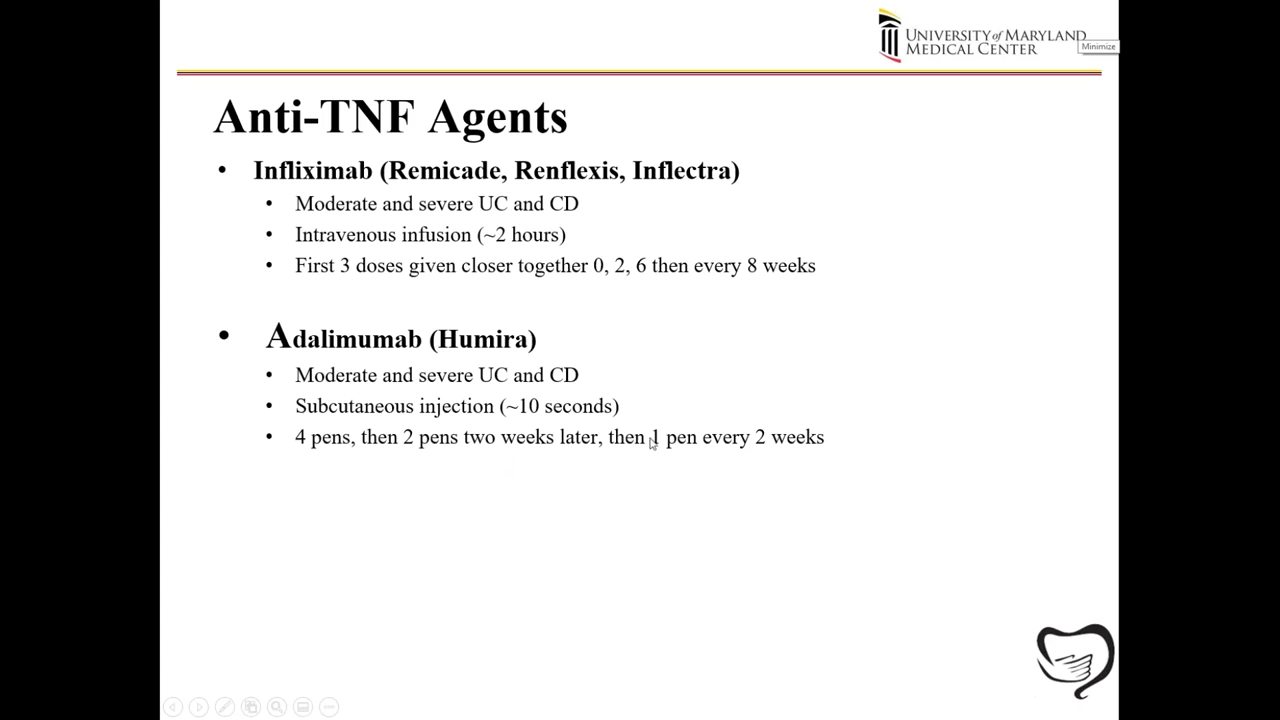 UNIVERSITY of MARYLAND
MEDICAL CENTER
Minimize
Anti-TNF Agents
• Infliximab (Remicade, Renflexis, Inflectra)
• Moderate and severe UC and CD
• Intravenous infusion (~2 hours)
• First 3 doses given closer together 0, 2, 6 then every 8 weeks
• Adalimumab (Humira)
• Moderate and severe UC and CD
• Subcutaneous injection (~10 seconds)
• 4 pens, then 2 pens two weeks later, then 1 pen every 2 weeks